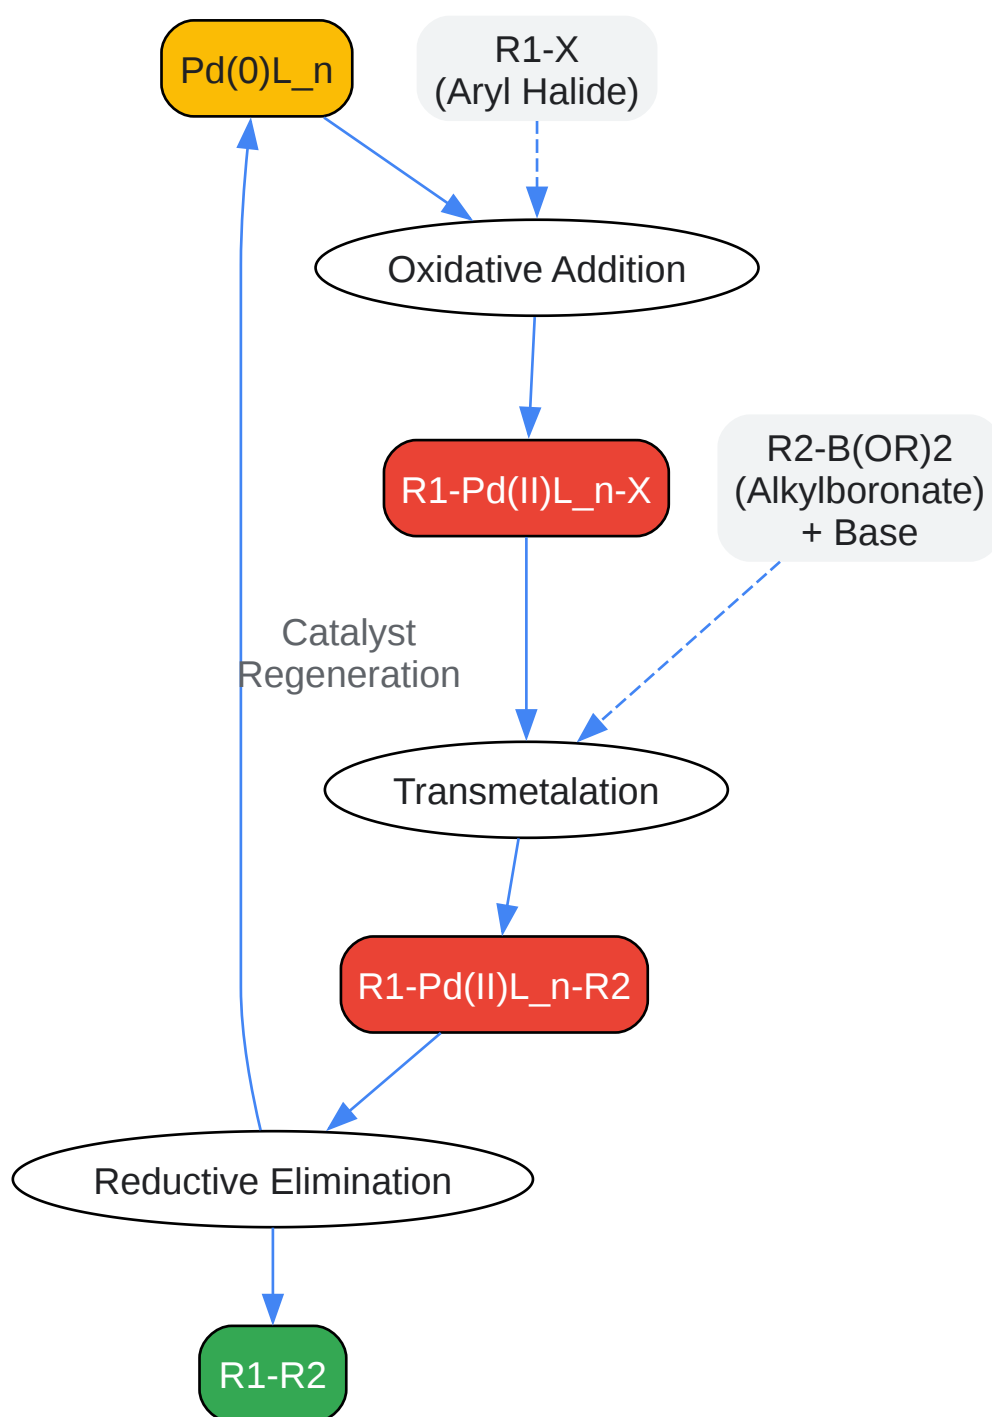 Pd(0)L_n
R1-X
(Aryl Halide)
Oxidative Addition
R1-Pd(II)L_n-X
R2-B(OR)2
(Alkylboronate)
+ Base
Catalyst
Regeneration
Transmetalation
R1-Pd(II)L_n-R2
Reductive Elimination
R1-R2